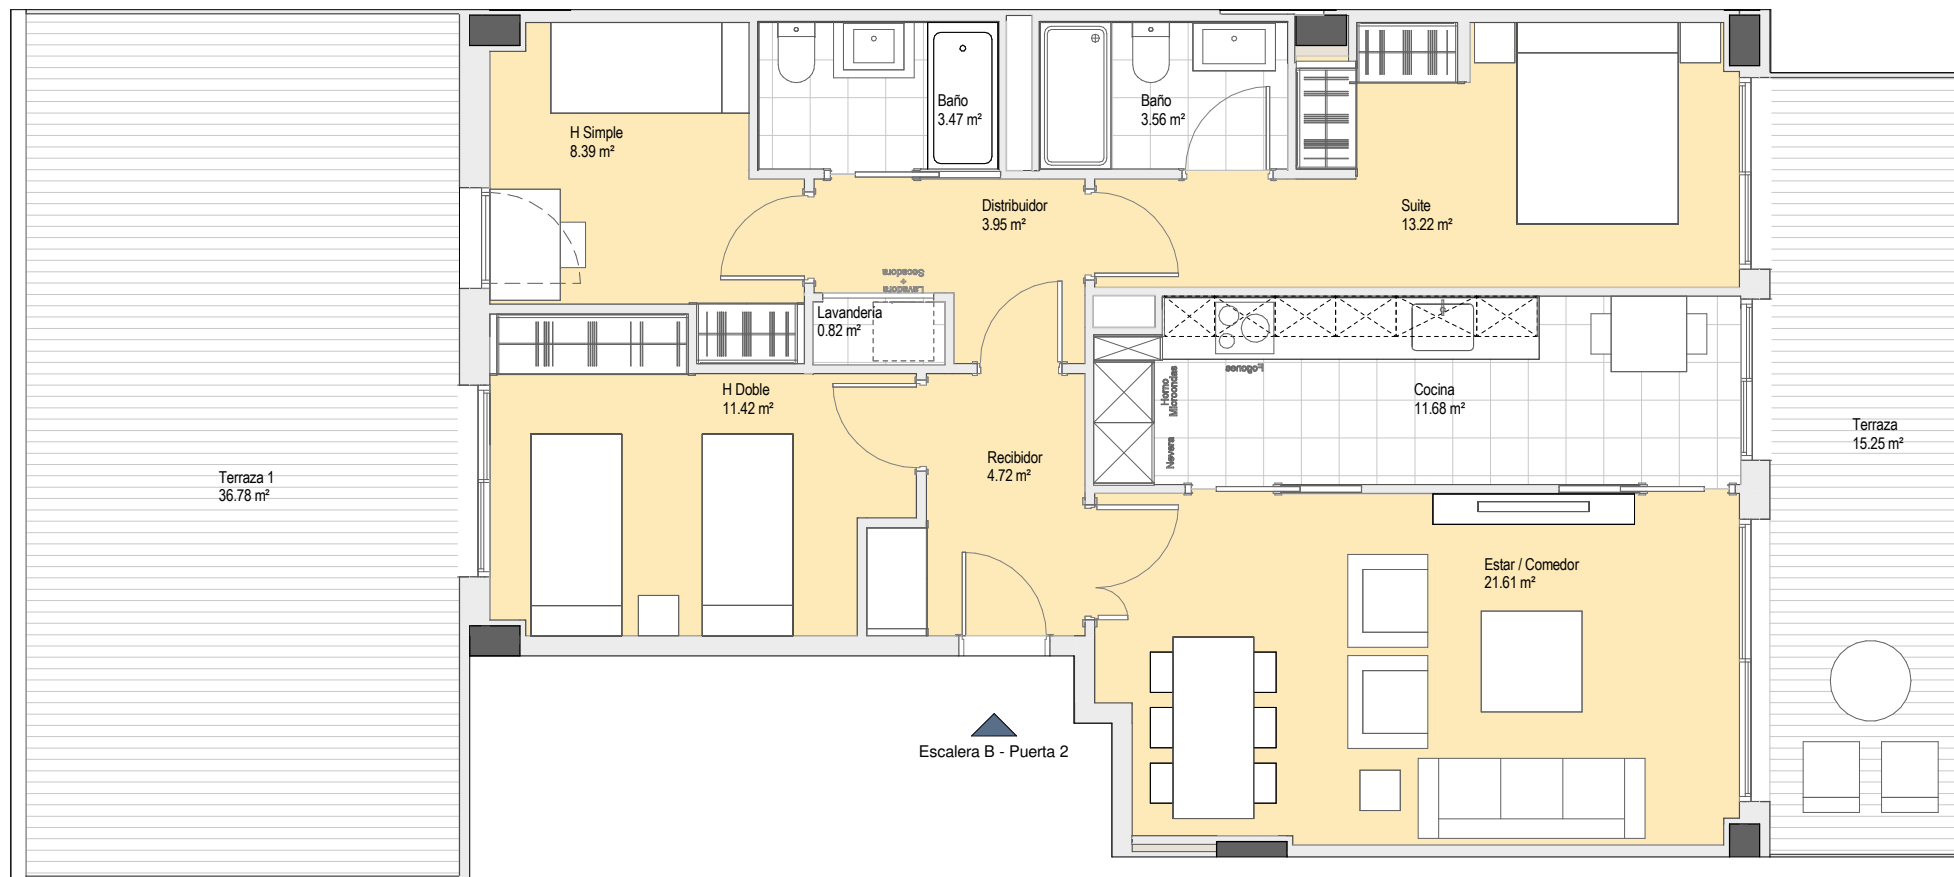 H Simple
8.39 m²
Baño
3.47 m²
Baño
3.56 m²
Distribuidor
3.95 m²
Suite
13.22 m²
Secadora
+
Lavadora
Lavandería
0.82 m²
H Doble
11.42 m²
Fogones
Horno
Microondas
Nevera
Cocina
11.68 m²
Terraza
15.25 m²
Terraza 1
36.78 m²
Recibidor
4.72 m²
Estar / Comedor
21.61 m²
Escalera B - Puerta 2